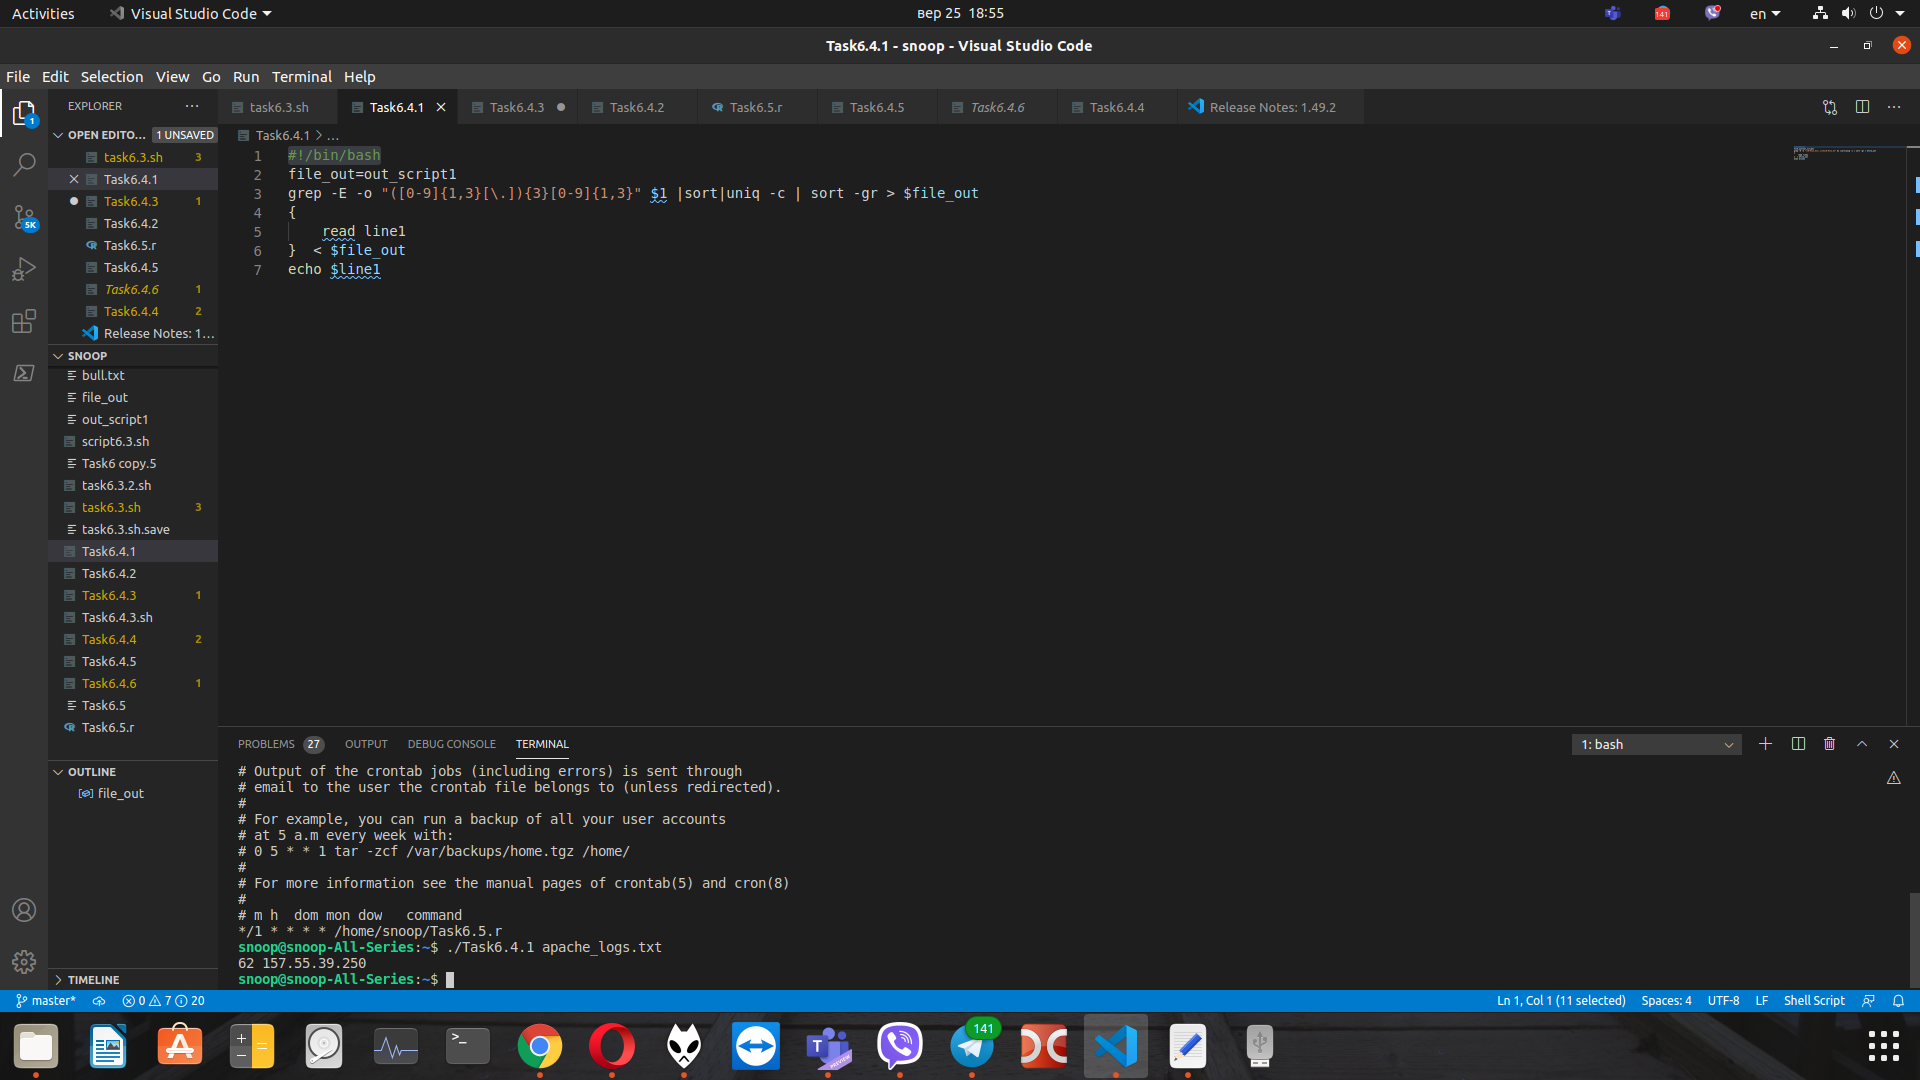 Activities
Visual Studio Code
вер 25 18:55
141
en
Task6.4.1 - snoop - Visual Studio Code
File Edit Selection View Go Run Terminal Help
EXPLORER
task6.3.sh
Task6.4.1
Task6.4.3
Task6.4.2
Task6.5.r
Task6.4.5
Task6.4.6
Task6.4.4
Release Notes: 1.49.2
1
OPEN EDITO... 1 UNSAVED
task6.3.sh 3
Task6.4.1
Task6.4.3 1
Task6.4.2
Task6.5.r
Task6.4.5
Task6.4.6 1
Task6.4.4 2
Release Notes: 1...
5K
SNOOP
bull.txt
file_out
out_script1
script6.3.sh
Task6 copy.5
task6.3.2.sh
task6.3.sh 3
task6.3.sh.save
Task6.4.1
Task6.4.2
Task6.4.3 1
Task6.4.3.sh
Task6.4.4 2
Task6.4.5
Task6.4.6 1
Task6.5
Task6.5.r
OUTLINE
file_out
TIMELINE
Task6.4.1 > ...
1 #!/bin/bash
2 file_out=out_script1
3 grep -E -o "([0-9]{1,3}[\.]){3}[0-9]{1,3}" $1 |sort|uniq -c | sort -gr > $file_out
4 {
5 read line1
6 } < $file_out
7 echo $line1
PROBLEMS 27 OUTPUT DEBUG CONSOLE TERMINAL
1: bash
# Output of the crontab jobs (including errors) is sent through
# email to the user the crontab file belongs to (unless redirected).
#
# For example, you can run a backup of all your user accounts
# at 5 a.m every week with:
# 0 5 * * 1 tar -zcf /var/backups/home.tgz /home/
#
# For more information see the manual pages of crontab(5) and cron(8)
#
# m h  dom mon dow   command
*/1 * * * * /home/snoop/Task6.5.r
snoop@snoop-All-Series:~$ ./Task6.4.1 apache_logs.txt
62 157.55.39.250
snoop@snoop-All-Series:~$
master* 0 7 20
Ln 1, Col 1 (11 selected) Spaces: 4 UTF-8 LF Shell Script
PREVIEW
141